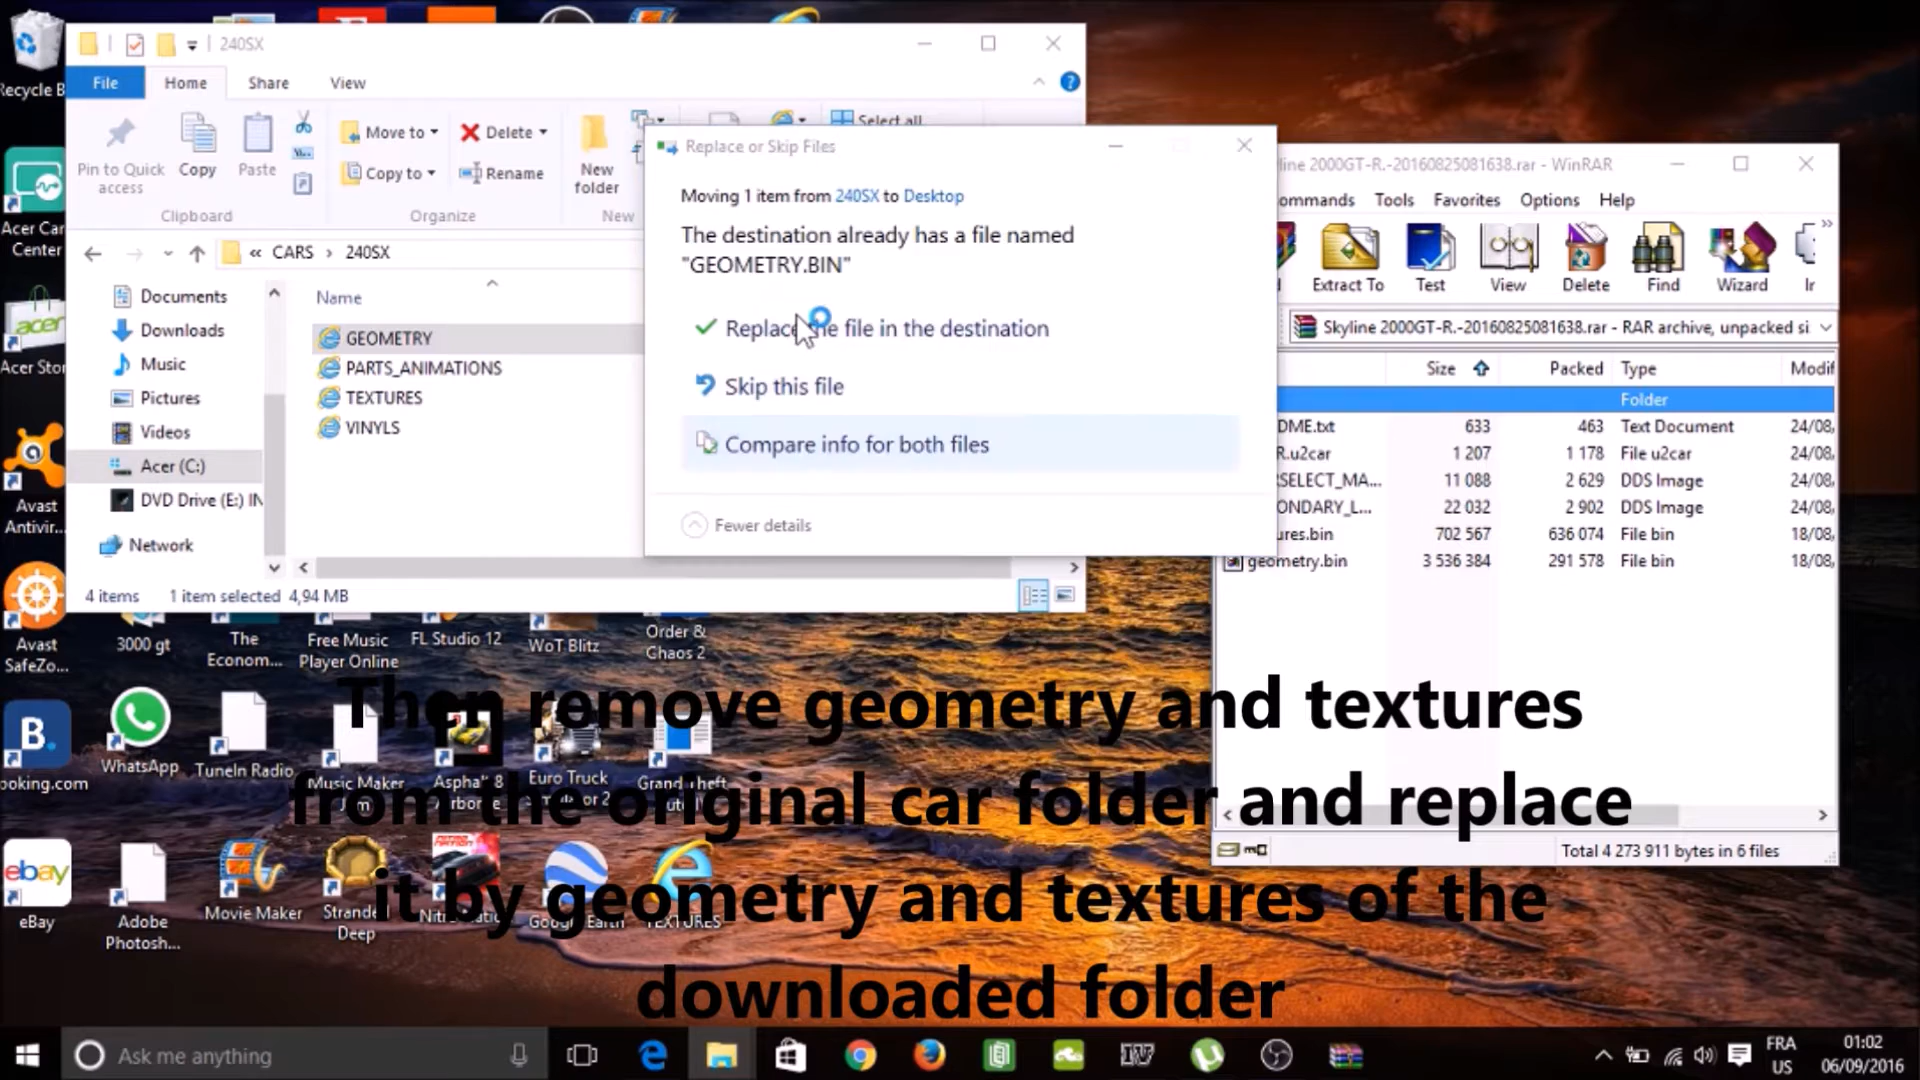 Recycle B
Acer Car
Center
Acer Stor
Avast
Antivir...
Avast
SafeZo...
ooking.com
eBay
240SX
File
Home
Share
View
Pin to Quick
access
Copy
Paste
Clipboard
Move to
Copy to
Delete
Rename
Organize
New
folder
New
Select all
« CARS › 240SX
Documents
Downloads
Music
Pictures
Videos
Acer (C:)
DVD Drive (E:) IN
Network
Name
GEOMETRY
PARTS_ANIMATIONS
TEXTURES
VINYLS
4 items 1 item selected 4,94 MB
Replace or Skip Files
Moving 1 item from 240SX to Desktop
The destination already has a file named
"GEOMETRY.BIN"
Replace the file in the destination
Skip this file
Compare info for both files
Fewer details
line 2000GT-R.-20160825081638.rar - WinRAR
ommands Tools Favorites Options Help
Extract To Test View Delete Find Wizard Ir
Skyline 2000GT-R.-20160825081638.rar - RAR archive, unpacked si
Size Packed Type Modif
Folder
DME.txt 633 463 Text Document 24/08,
R.u2car 1 207 1 178 File u2car 24/08,
RSELECT_MA... 11 088 2 629 DDS Image 24/08,
ONDARY_L... 22 032 2 902 DDS Image 24/08,
ures.bin 702 567 636 074 File bin 18/08,
geometry.bin 3 536 384 291 578 File bin 18/08,
Total 4 273 911 bytes in 6 files
3000 gt
The
Econom...
Free Music
Player Online
FL Studio 12
WoT Blitz
Order &
Chaos 2
WhatsApp
TuneIn Radio
Music Maker
Asphalt 8
Euro Truck
Movie Maker
Strande
Deep
Google Earth
TEXTURES
Adobe
Photosh...
Then remove geometry and textures
from the original car folder and replace
it by geometry and textures of the
downloaded folder
Ask me anything
FRA
US
01:02
06/09/2016